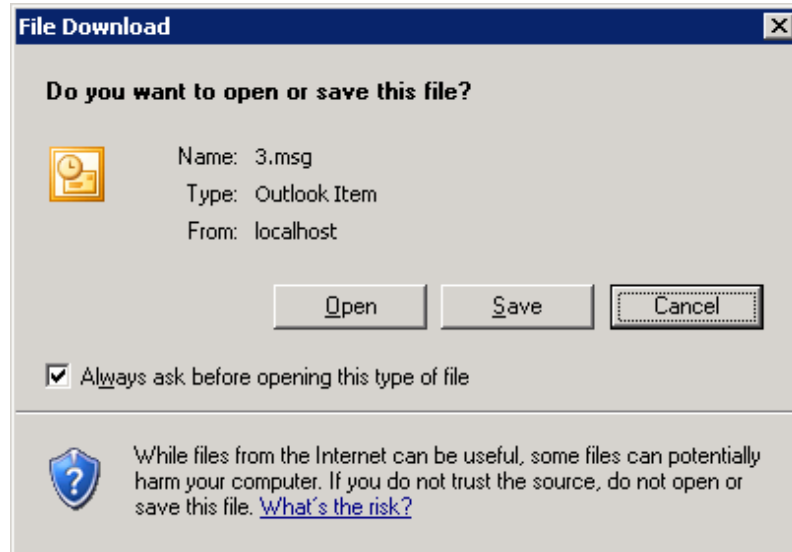 File Download
Do you want to open or save this file?
Name: 3.msg
Type: Outlook Item
From: localhost
Open Save Cancel
Always ask before opening this type of file
While files from the Internet can be useful, some files can potentially
harm your computer. If you do not trust the source, do not open or
save this file. What's the risk?